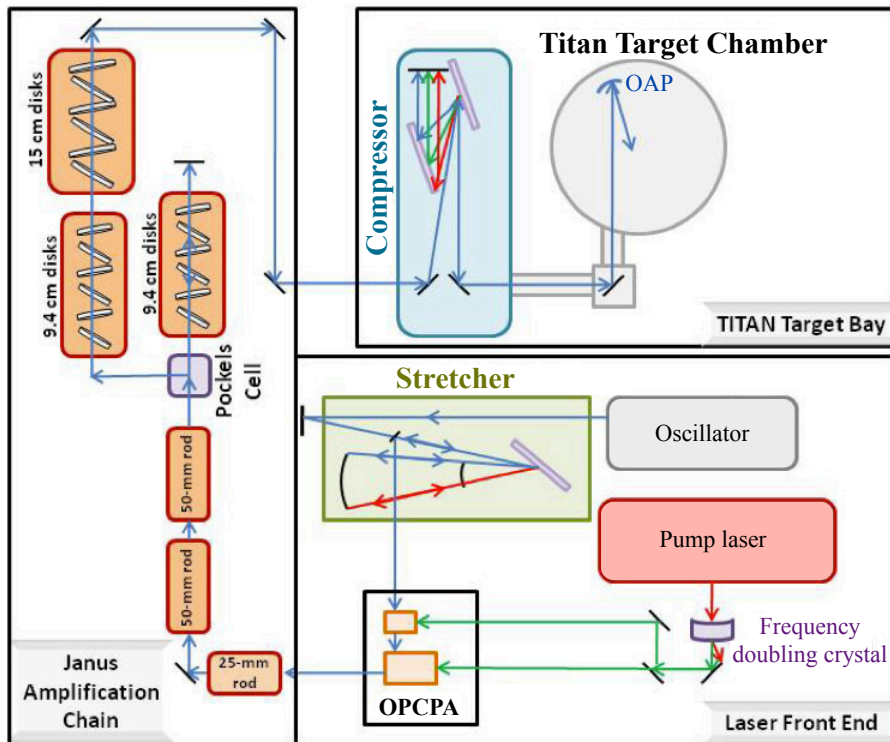 Titan Target Chamber
OAP
Compressor
TITAN Target Bay
15 cm disks
9.4 cm disks
9.4 cm disks
Pockels
Cell
50-mm rod
50-mm rod
25-mm
rod
Janus
Amplification
Chain
Stretcher
Oscillator
Pump laser
Frequency
doubling crystal
OPCPA
Laser Front End